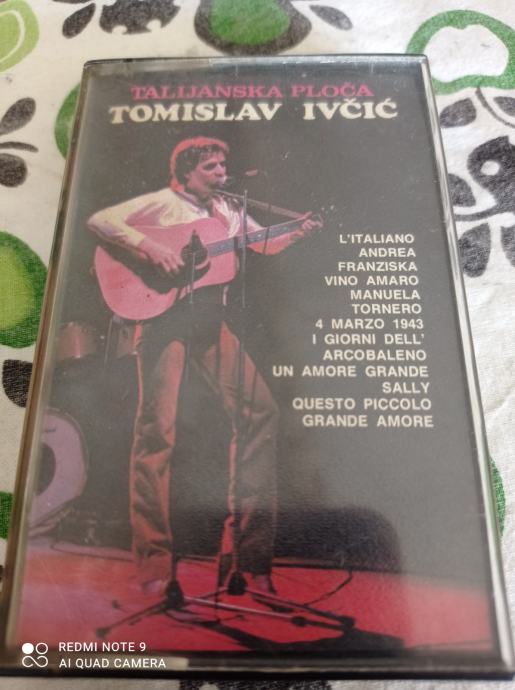 TALIJANSKA PLOČA
TOMISLAV IVČIĆ
L'ITALIANO
ANDREA
FRANZISKA
VINO AMARO
MANUELA
TORNERO
4 MARZO 1943
I GIORNI DELL'
ARCOBALENO
UN AMORE GRANDE
SALLY
QUESTO PICCOLO
GRANDE AMORE
REDMI NOTE 9
AI QUAD CAMERA